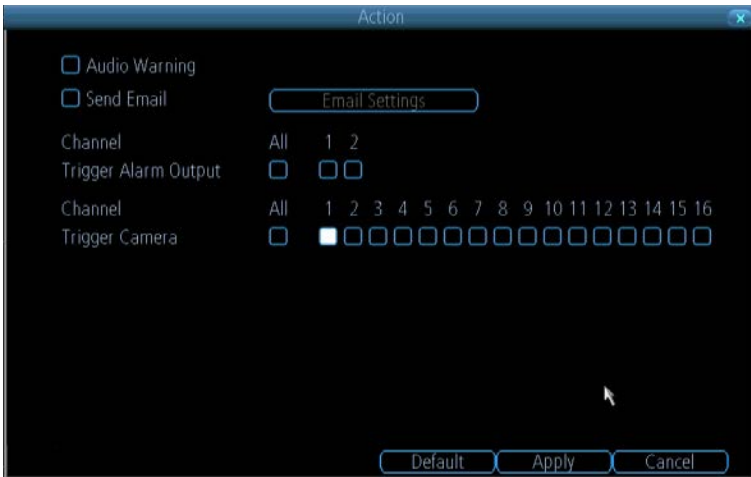 Action
Audio Warning
Send Email Email Settings
Channel All 1 2
Trigger Alarm Output
Channel All 1 2 3 4 5 6 7 8 9 10 11 12 13 14 15 16
Trigger Camera
Default Apply Cancel